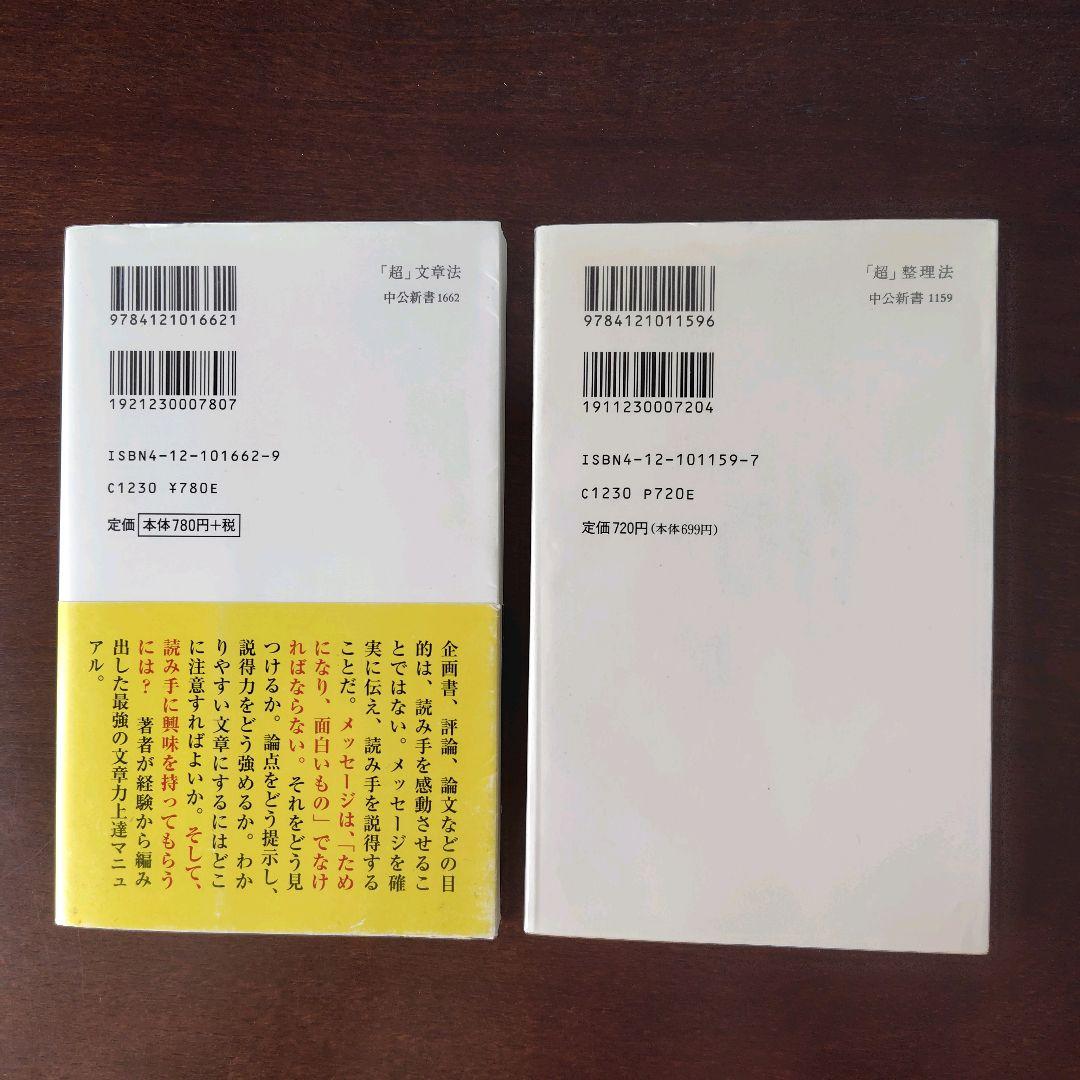 9784121016621
1921230007807
「超」文章法
中公新書1662
ISBN4-12-101662-9
C1230 ¥780E
定価 本体780円+税
企画書、評論、論文などの目
的は、読み手を感動させるこ
とではない。メッセージを確
実に伝え、読み手を説得する
ことだ。メッセージは、「ため
になり、面白いもの」でなけ
ればならない。それをどう見
つけるか。論点をどう提示し、
説得力をどう強めるか。わか
りやすい文章にするにはどこ
に注意すればよいか。そして、
読み手に興味を持ってもらう
には? 著者が経験から編み
出した最強の文章力上達マニュ
アル。
9784121011596
1911230007204
「超」整理法
中公新書 1159
ISBN4-12-101159-7
C1230 P720E
定価720円(本体699円)